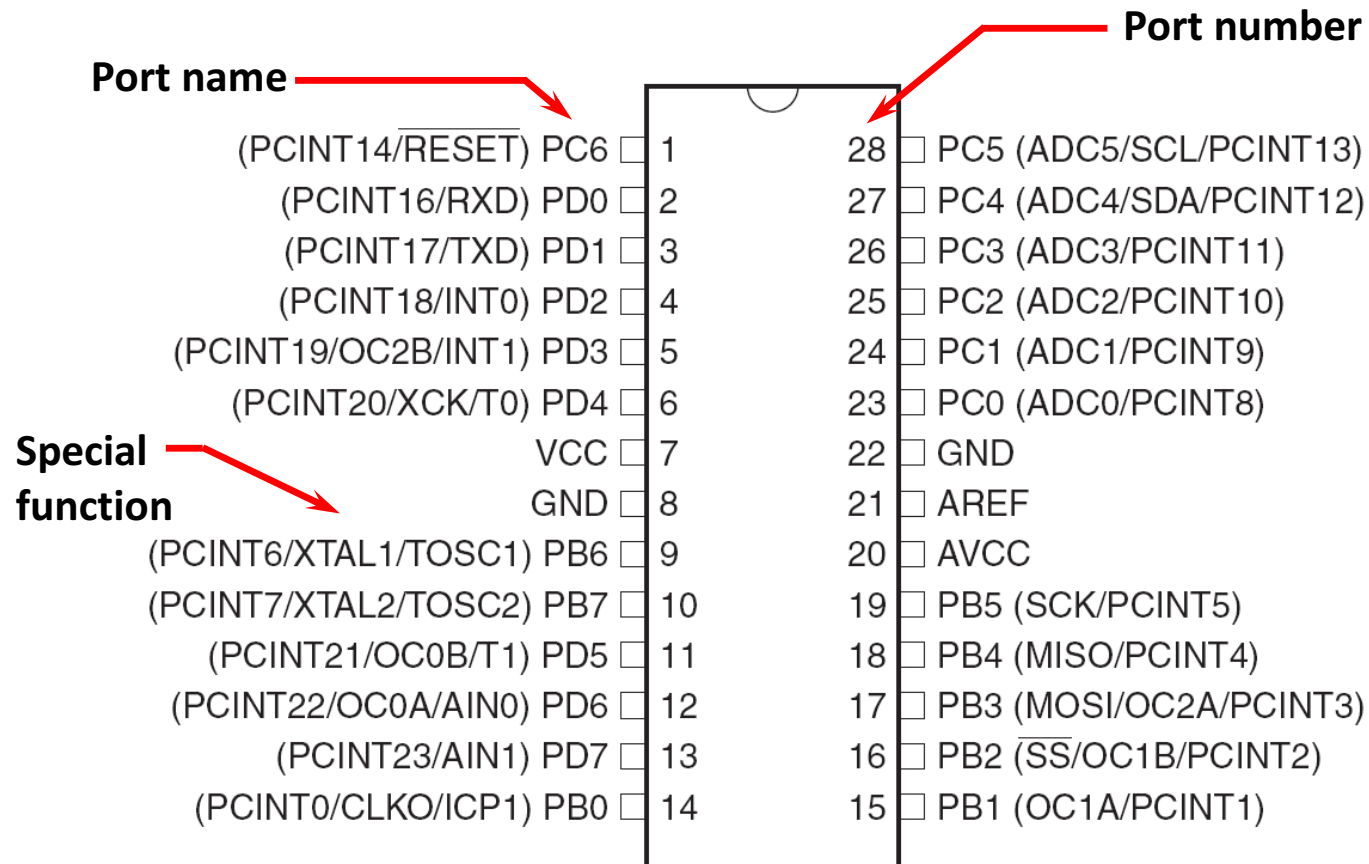 Port number
Port name
(PCINT14/RESET) PC6 1 28 PC5 (ADC5/SCL/PCINT13)
(PCINT16/RXD) PD0 2 27 PC4 (ADC4/SDA/PCINT12)
(PCINT17/TXD) PD1 3 26 PC3 (ADC3/PCINT11)
(PCINT18/INT0) PD2 4 25 PC2 (ADC2/PCINT10)
(PCINT19/OC2B/INT1) PD3 5 24 PC1 (ADC1/PCINT9)
(PCINT20/XCK/T0) PD4 6 23 PC0 (ADC0/PCINT8)
Special
function
VCC 7 22 GND
GND 8 21 AREF
(PCINT6/XTAL1/TOSC1) PB6 9 20 AVCC
(PCINT7/XTAL2/TOSC2) PB7 10 19 PB5 (SCK/PCINT5)
(PCINT21/OC0B/T1) PD5 11 18 PB4 (MISO/PCINT4)
(PCINT22/OC0A/AIN0) PD6 12 17 PB3 (MOSI/OC2A/PCINT3)
(PCINT23/AIN1) PD7 13 16 PB2 (SS/OC1B/PCINT2)
(PCINT0/CLKO/ICP1) PB0 14 15 PB1 (OC1A/PCINT1)